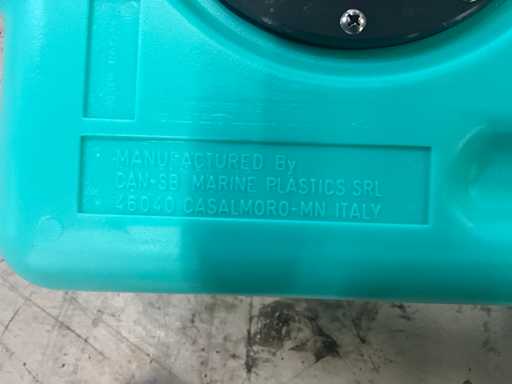 MANUFACTURED By
CAN-SB MARINE PLASTICS SRL
46040 CASALMORO-MN ITALY